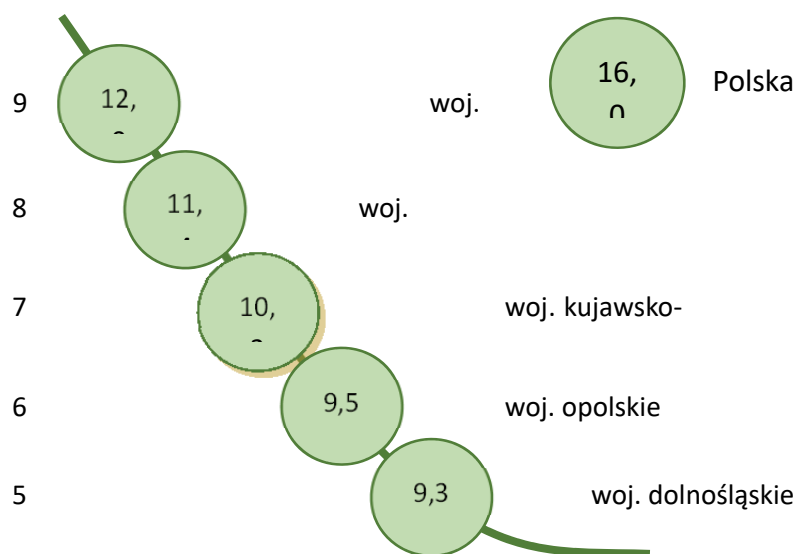 16,
0
Polska
9
12,
woj.
8
11,
woj.
7
10,
woj. kujawsko-
6
9,5
woj. opolskie
5
9,3
woj. dolnośląskie